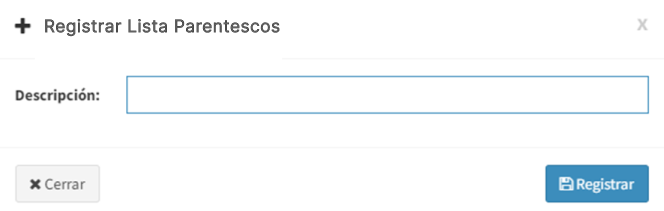 Registrar Lista Parentescos
x
Descripción:
Cerrar
Registrar